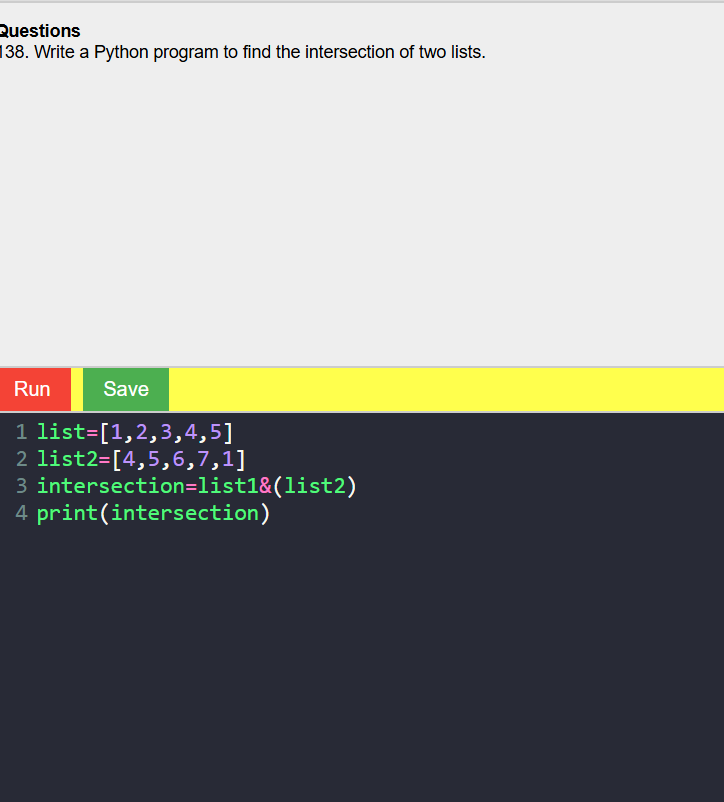 Questions
138. Write a Python program to find the intersection of two lists.
Run Save
1 list=[1,2,3,4,5]
2 list2=[4,5,6,7,1]
3 intersection=list1&(list2)
4 print(intersection)